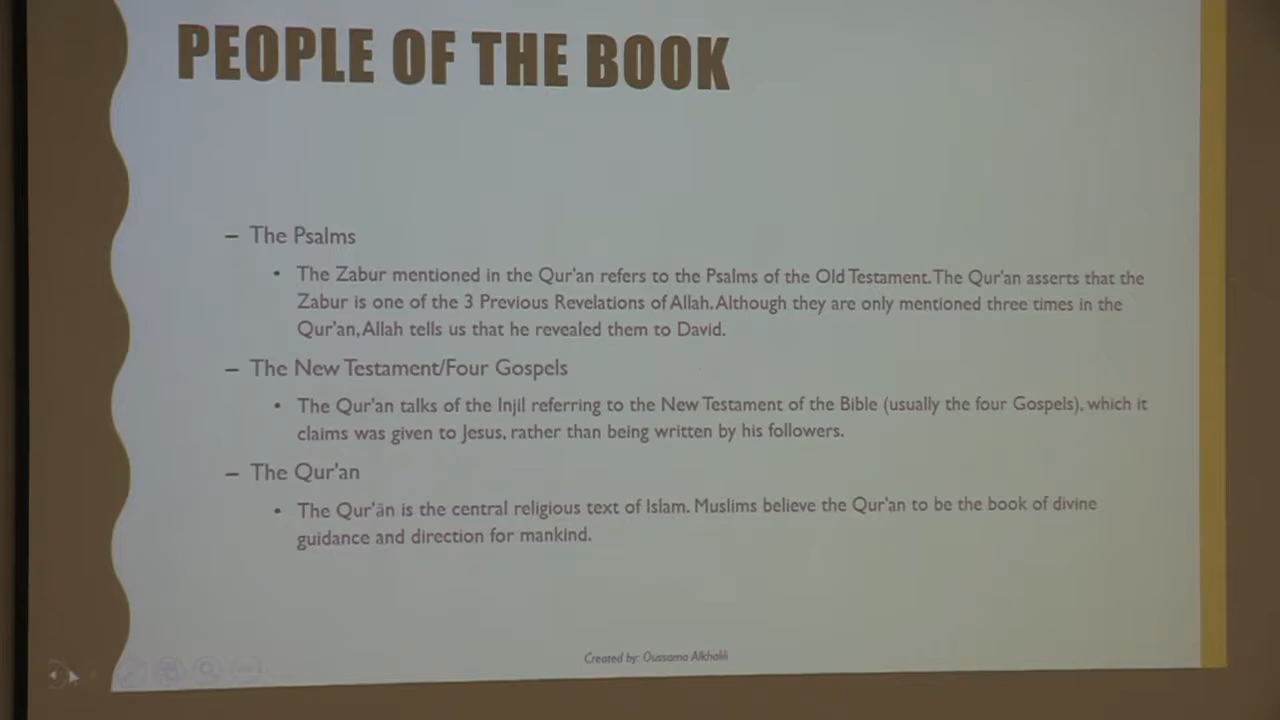 PEOPLE OF THE BOOK
– The Psalms
• The Zabur mentioned in the Qur'an refers to the Psalms of the Old Testament. The Qur'an asserts that the
Zabur is one of the 3 Previous Revelations of Allah. Although they are only mentioned three times in the
Qur'an, Allah tells us that he revealed them to David.
– The New Testament/Four Gospels
• The Qur'an talks of the Injil referring to the New Testament of the Bible (usually the four Gospels), which it
claims was given to Jesus, rather than being written by his followers.
– The Qur'an
• The Qur'ān is the central religious text of Islam. Muslims believe the Qur'an to be the book of divine
guidance and direction for mankind.
Created by: Oussama Alkhalili